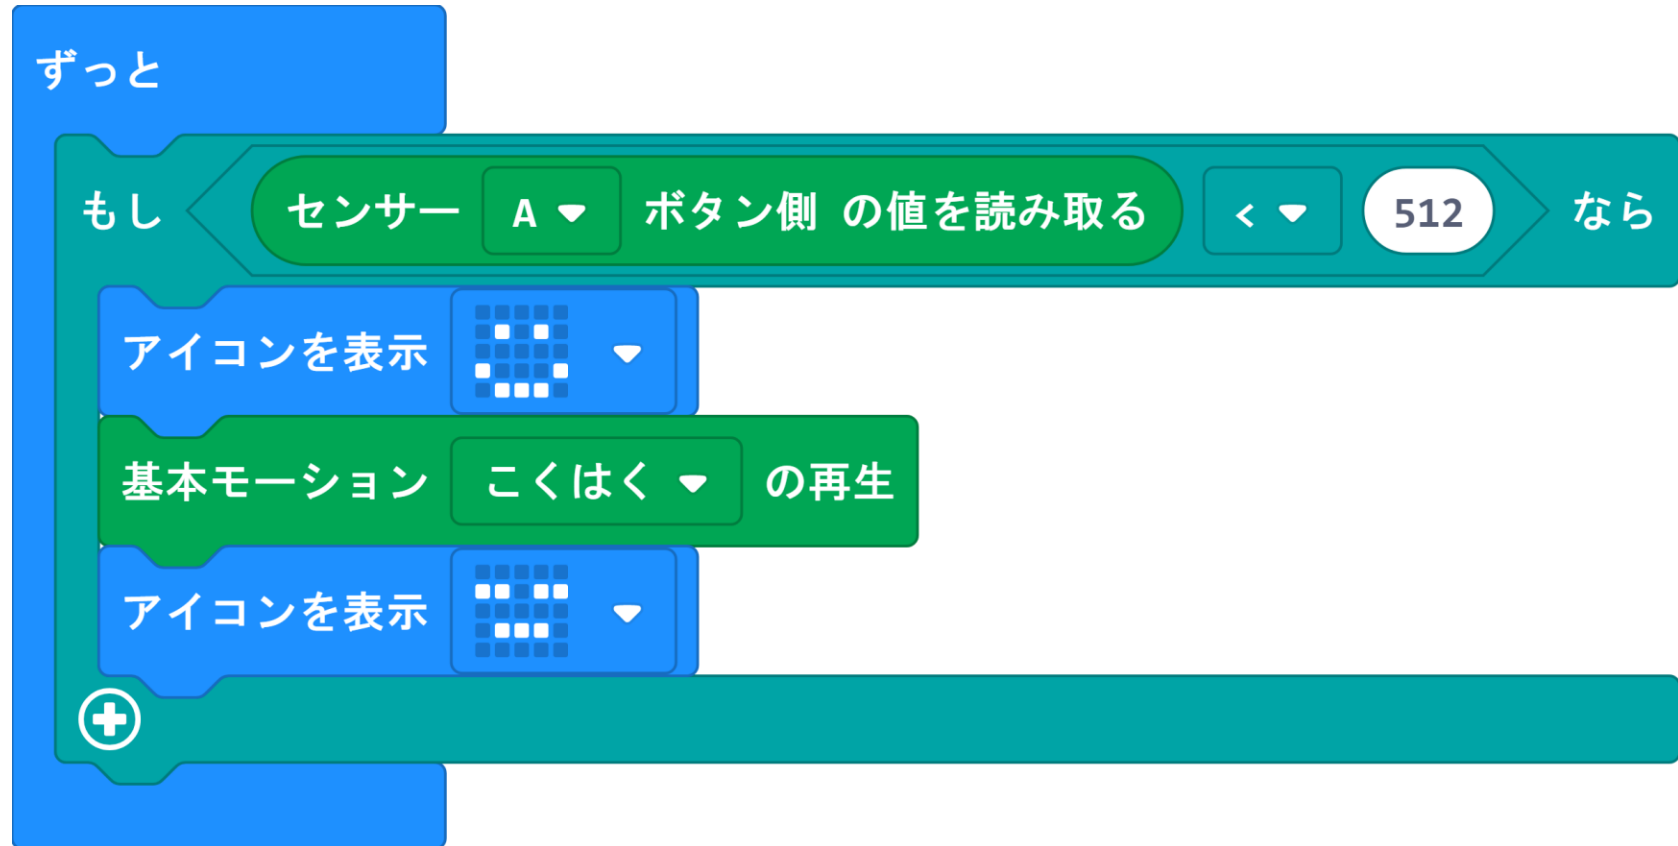 ずっと
もし センサー A ボタン側 の値を読み取る < 512 なら
アイコンを表示
基本モーション こくはく の再生
アイコンを表示